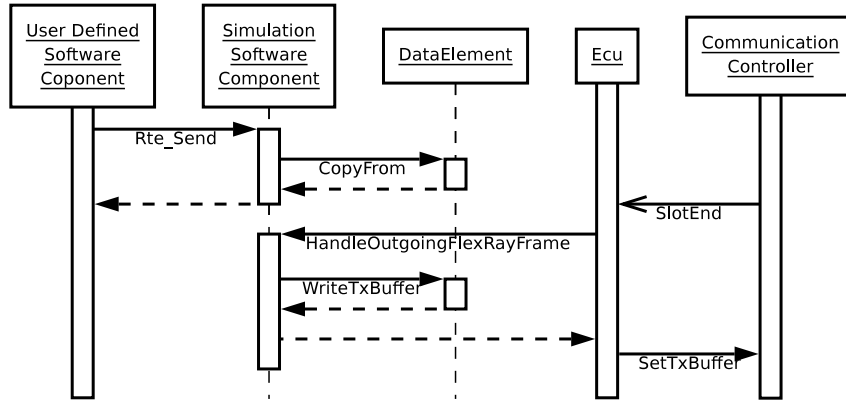 User Defined
Software
Coponent
Simulation
Software
Component
DataElement
Ecu
Communication
Controller
Rte_Send
CopyFrom
SlotEnd
HandleOutgoingFlexRayFrame
WriteTxBuffer
SetTxBuffer